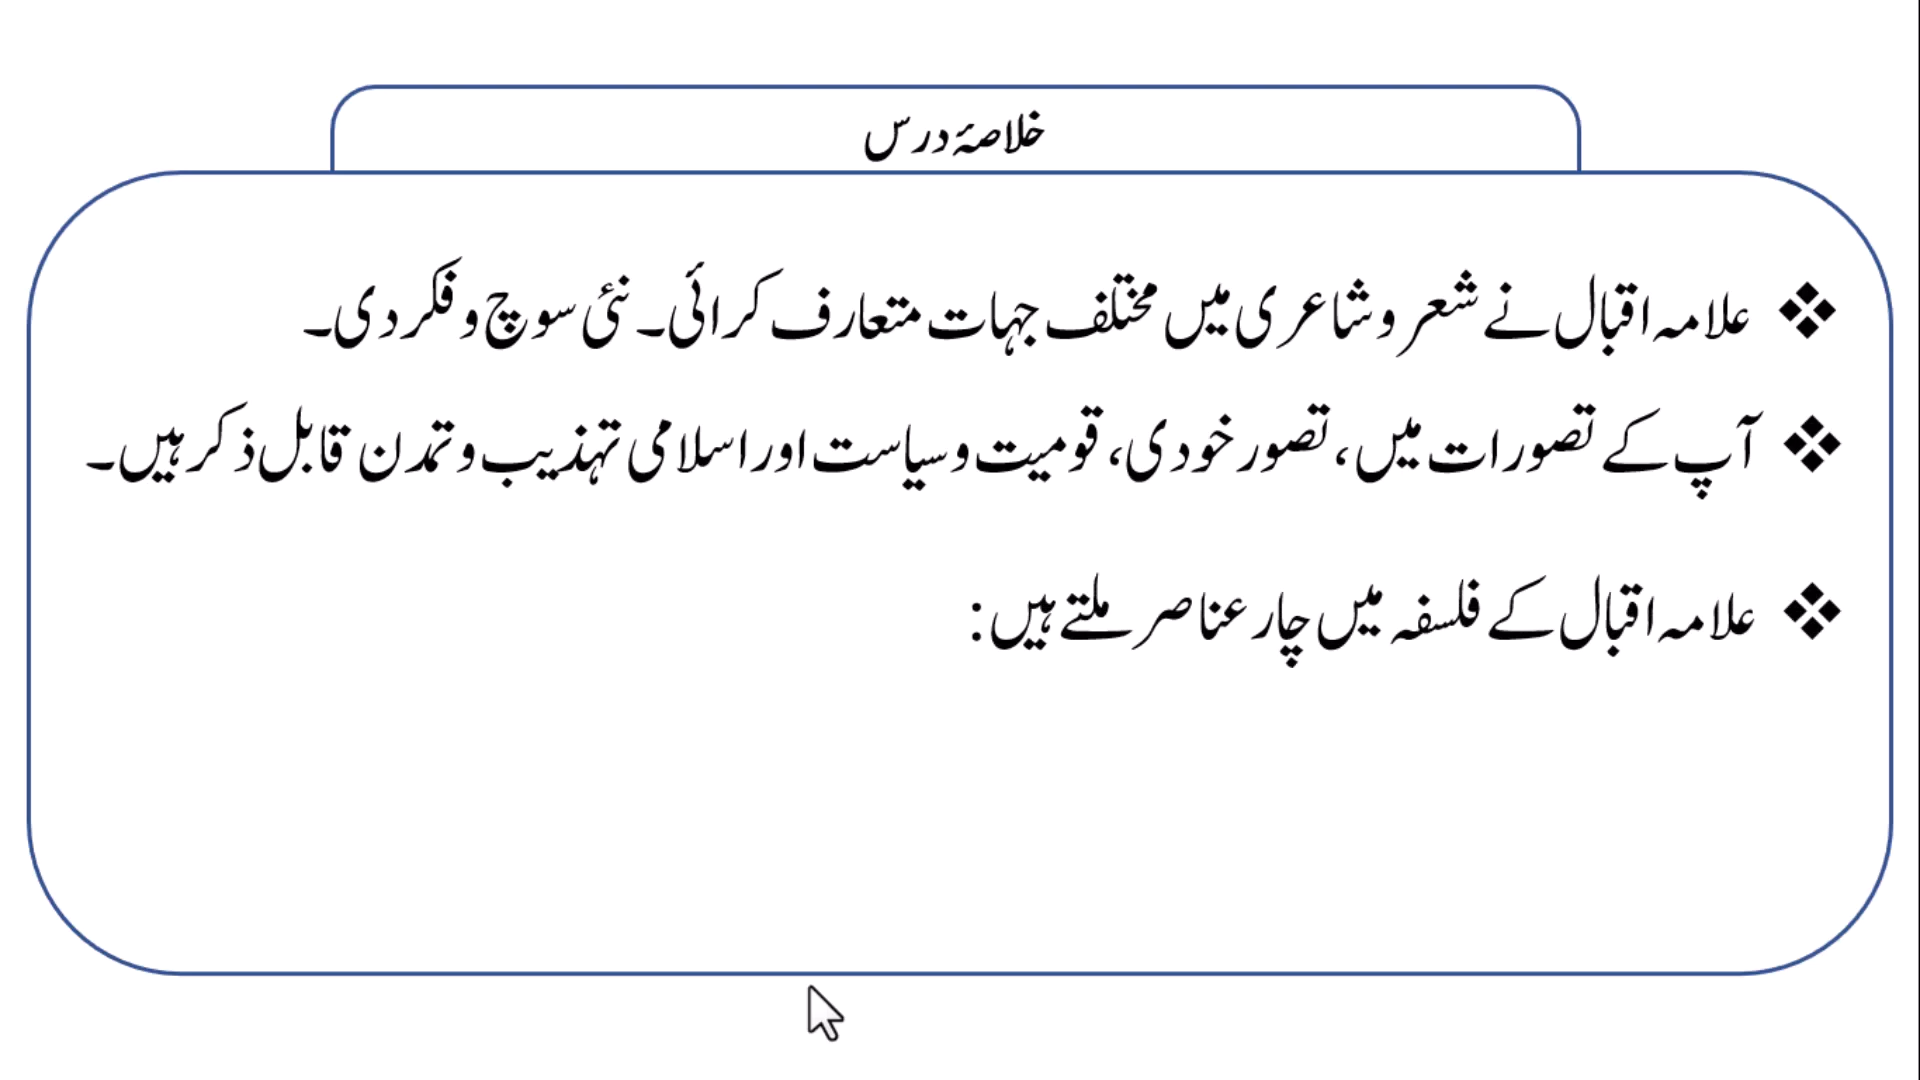 خلاصۂ درس
علامہ اقبال نے شعر و شاعری میں مختلف جہات متعارف کرائی۔ نئی سوچ و فکر دی۔
آپ کے تصورات میں، تصور خودی، قومیت و سیاست اور اسلامی تہذیب و تمدن قابل ذکر ہیں۔
علامہ اقبال کے فلسفہ میں چار عناصر ملتے ہیں: